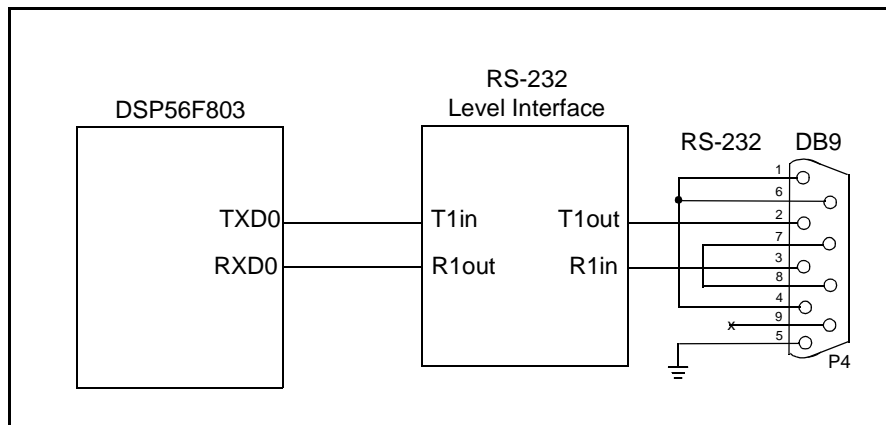 RS-232
Level Interface
DSP56F803
RS-232 DB9
1
6
TXD0 T1in T1out 2
7
RXD0 R1out R1in 3
8
4
x 9
5
P4